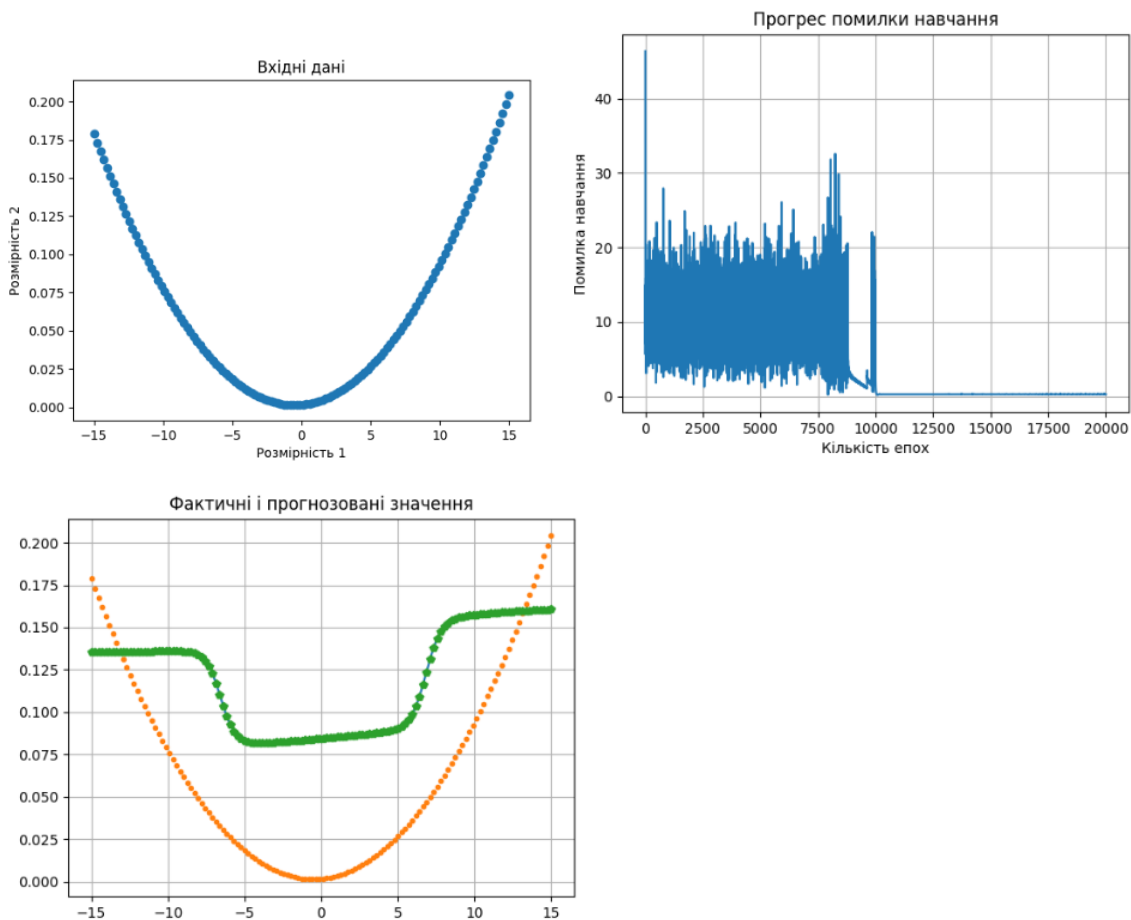 Вхідні дані
0.200
0.175
0.150
0.125
0.100
0.075
0.050
0.025
0.000
Розмірність 2
−15 −10 −5 0 5 10 15
Розмірність 1
Прогрес помилки навчання
40
30
20
10
0
Помилка навчання
0 2500 5000 7500 10000 12500 15000 17500 20000
Кількість епох
Фактичні і прогнозовані значення
0.200
0.175
0.150
0.125
0.100
0.075
0.050
0.025
0.000
−15 −10 −5 0 5 10 15